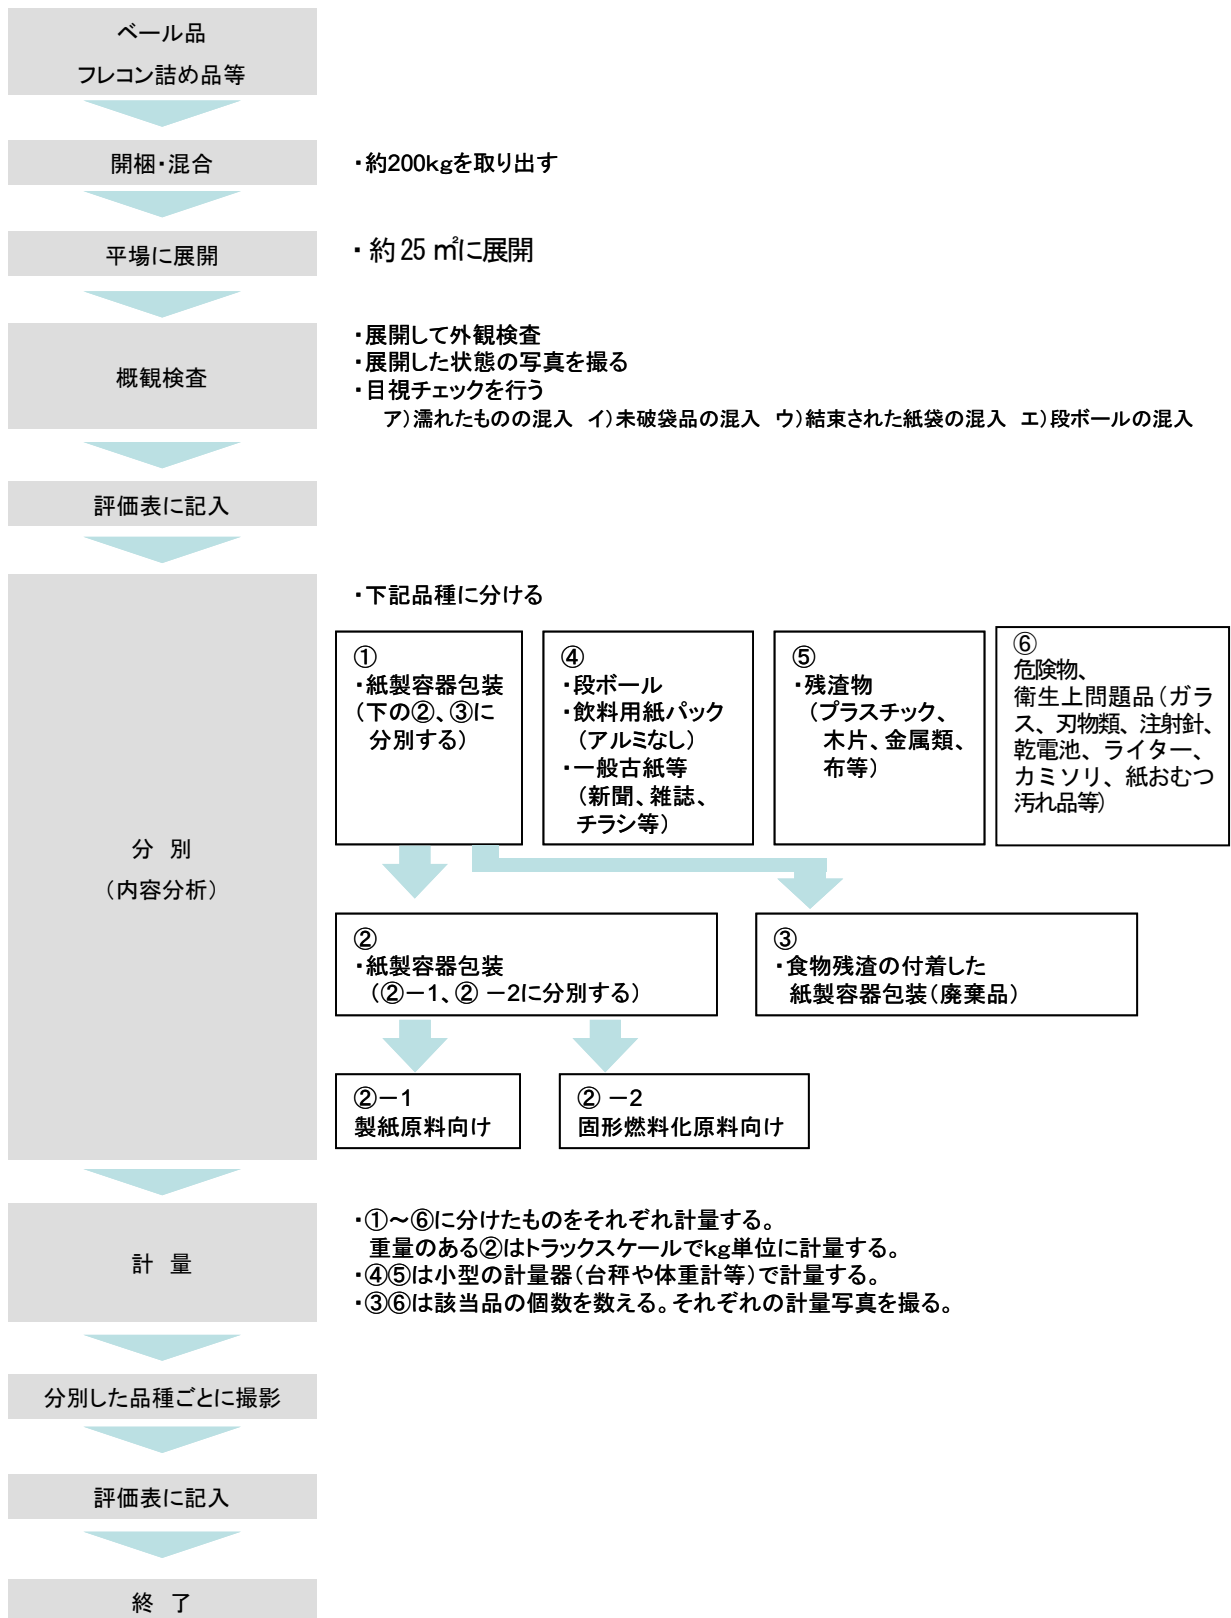 ベール品
フレコン詰め品等
開梱・混合
・約200kgを取り出す
平場に展開
・約25㎡に展開
概観検査
・展開して外観検査
・展開した状態の写真を撮る
・目視チェックを行う
ア）濡れたものの混入　イ）未破袋品の混入　ウ）結束された紙袋の混入　エ）段ボールの混入
評価表に記入
分 別
（内容分析）
・下記品種に分ける
①
・紙製容器包装
（下の②、③に
分別する）
④
・段ボール
・飲料用紙パック
（アルミなし）
・一般古紙等
（新聞、雑誌、
チラシ等）
⑤
・残渣物
（プラスチック、
木片、金属類、
布等）
⑥
危険物、
衛生上問題品（ガラ
ス、刃物類、注射針、
乾電池、ライター、
カミソリ、紙おむつ
汚れ品等）
②
・紙製容器包装
（②－1、② －2に分別する）
③
・食物残渣の付着した
紙製容器包装（廃棄品）
②－1
製紙原料向け
② －2
固形燃料化原料向け
計 量
・①～⑥に分けたものをそれぞれ計量する。
重量のある②はトラックスケールでkg単位に計量する。
・④⑤は小型の計量器（台秤や体重計等）で計量する。
・③⑥は該当品の個数を数える。それぞれの計量写真を撮る。
分別した品種ごとに撮影
評価表に記入
終 了